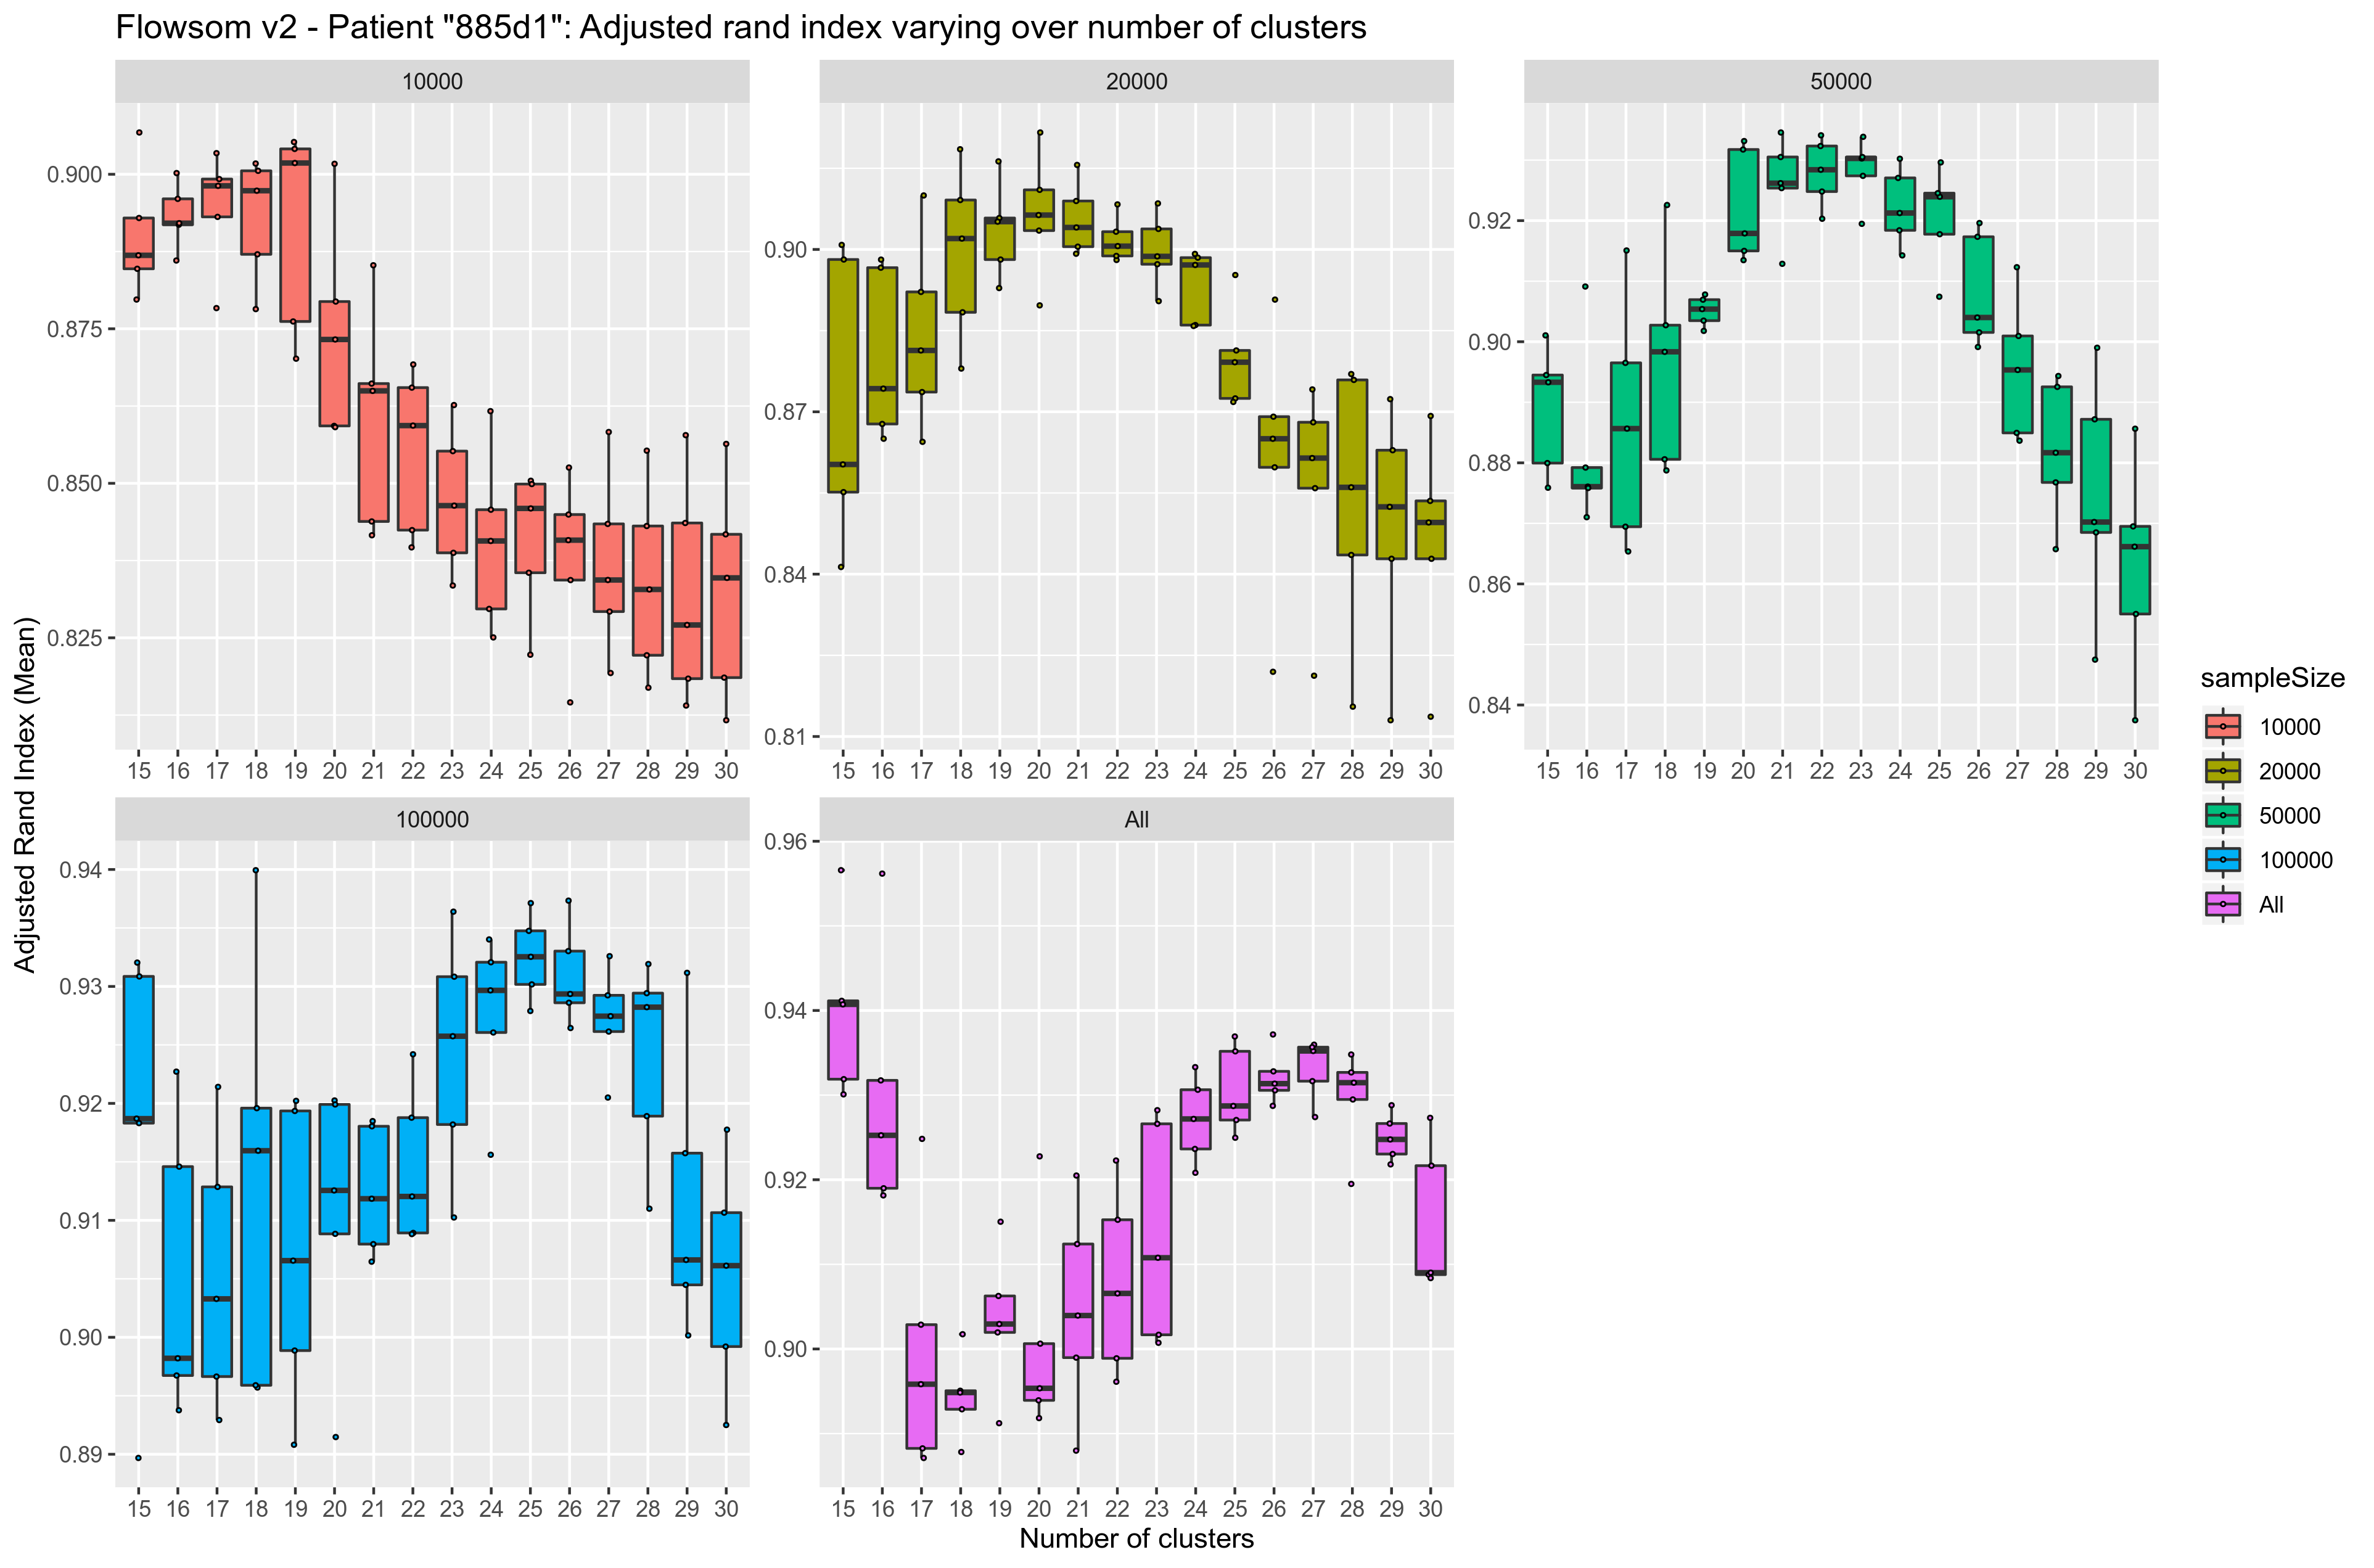 Flowsom v2 - Patient "885d1": Adjusted rand index varying over number of clusters
10000
0.900
0.875
0.850
0.825
15 16 17 18 19 20 21 22 23 24 25 26 27 28 29 30
20000
0.90
0.87
0.84
0.81
15 16 17 18 19 20 21 22 23 24 25 26 27 28 29 30
50000
0.92
0.90
0.88
0.86
0.84
15 16 17 18 19 20 21 22 23 24 25 26 27 28 29 30
100000
0.94
0.93
0.92
0.91
0.90
0.89
15 16 17 18 19 20 21 22 23 24 25 26 27 28 29 30
All
0.96
0.94
0.92
0.90
15 16 17 18 19 20 21 22 23 24 25 26 27 28 29 30
Adjusted Rand Index (Mean)
Number of clusters
sampleSize
10000
20000
50000
100000
All